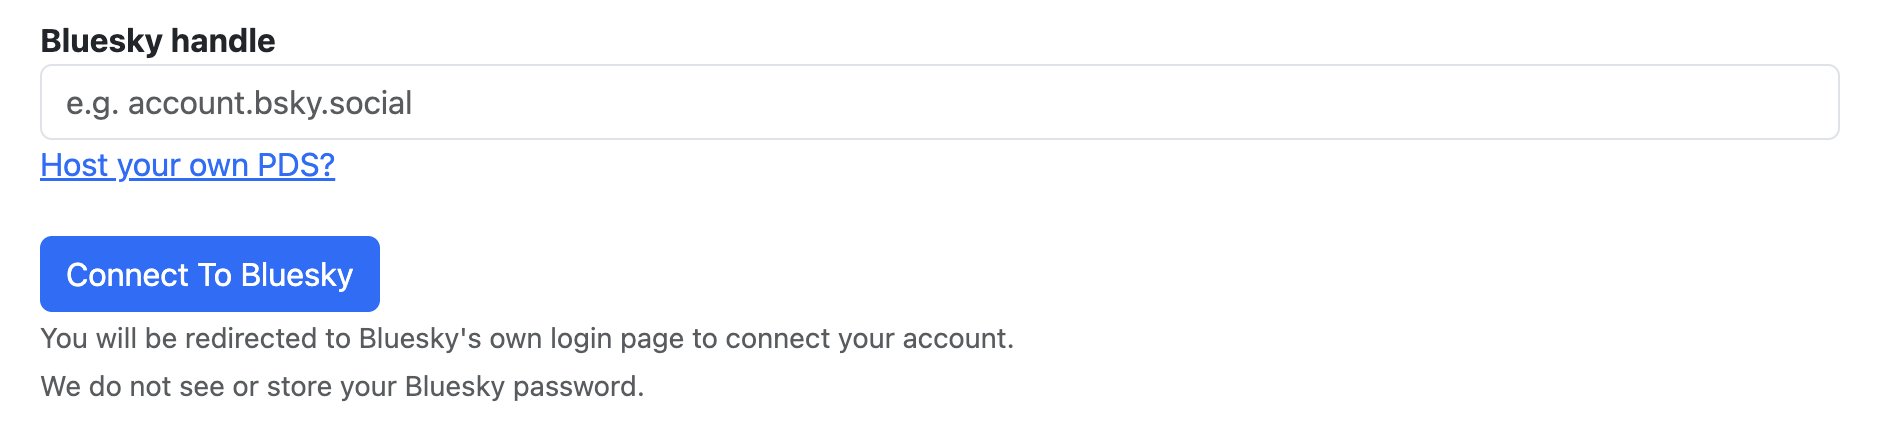 Bluesky handle
e.g. account.bsky.social
Host your own PDS?
Connect To Bluesky
You will be redirected to Bluesky's own login page to connect your account.
We do not see or store your Bluesky password.